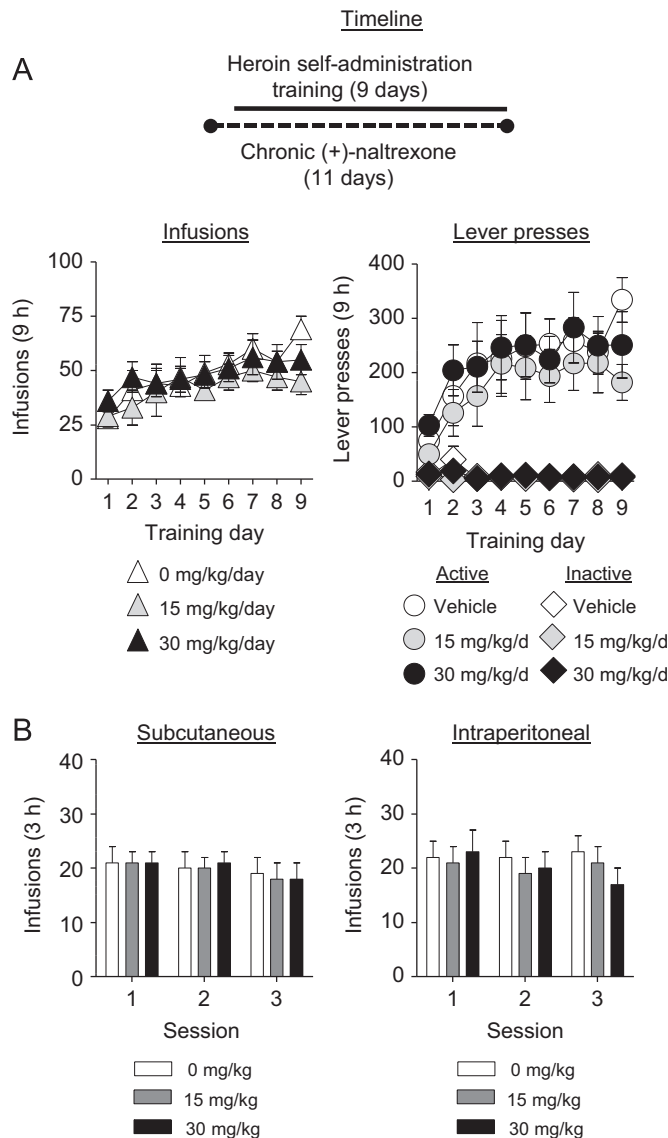 Timeline
A
Heroin self-administration
training (9 days)
Chronic (+)-naltrexone
(11 days)
Infusions
Infusions (9 h)
100
75
50
25
0
1 2 3 4 5 6 7 8 9
Training day
0 mg/kg/day
15 mg/kg/day
30 mg/kg/day
Lever presses
Lever presses (9 h)
400
300
200
100
0
1 2 3 4 5 6 7 8 9
Training day
Active
Vehicle
15 mg/kg/d
30 mg/kg/d
Inactive
Vehicle
15 mg/kg/d
30 mg/kg/d
B
Subcutaneous
Infusions (3 h)
40
30
20
10
0
1 2 3
Session
0 mg/kg
15 mg/kg
30 mg/kg
Intraperitoneal
Infusions (3 h)
40
30
20
10
0
1 2 3
Session
0 mg/kg
15 mg/kg
30 mg/kg